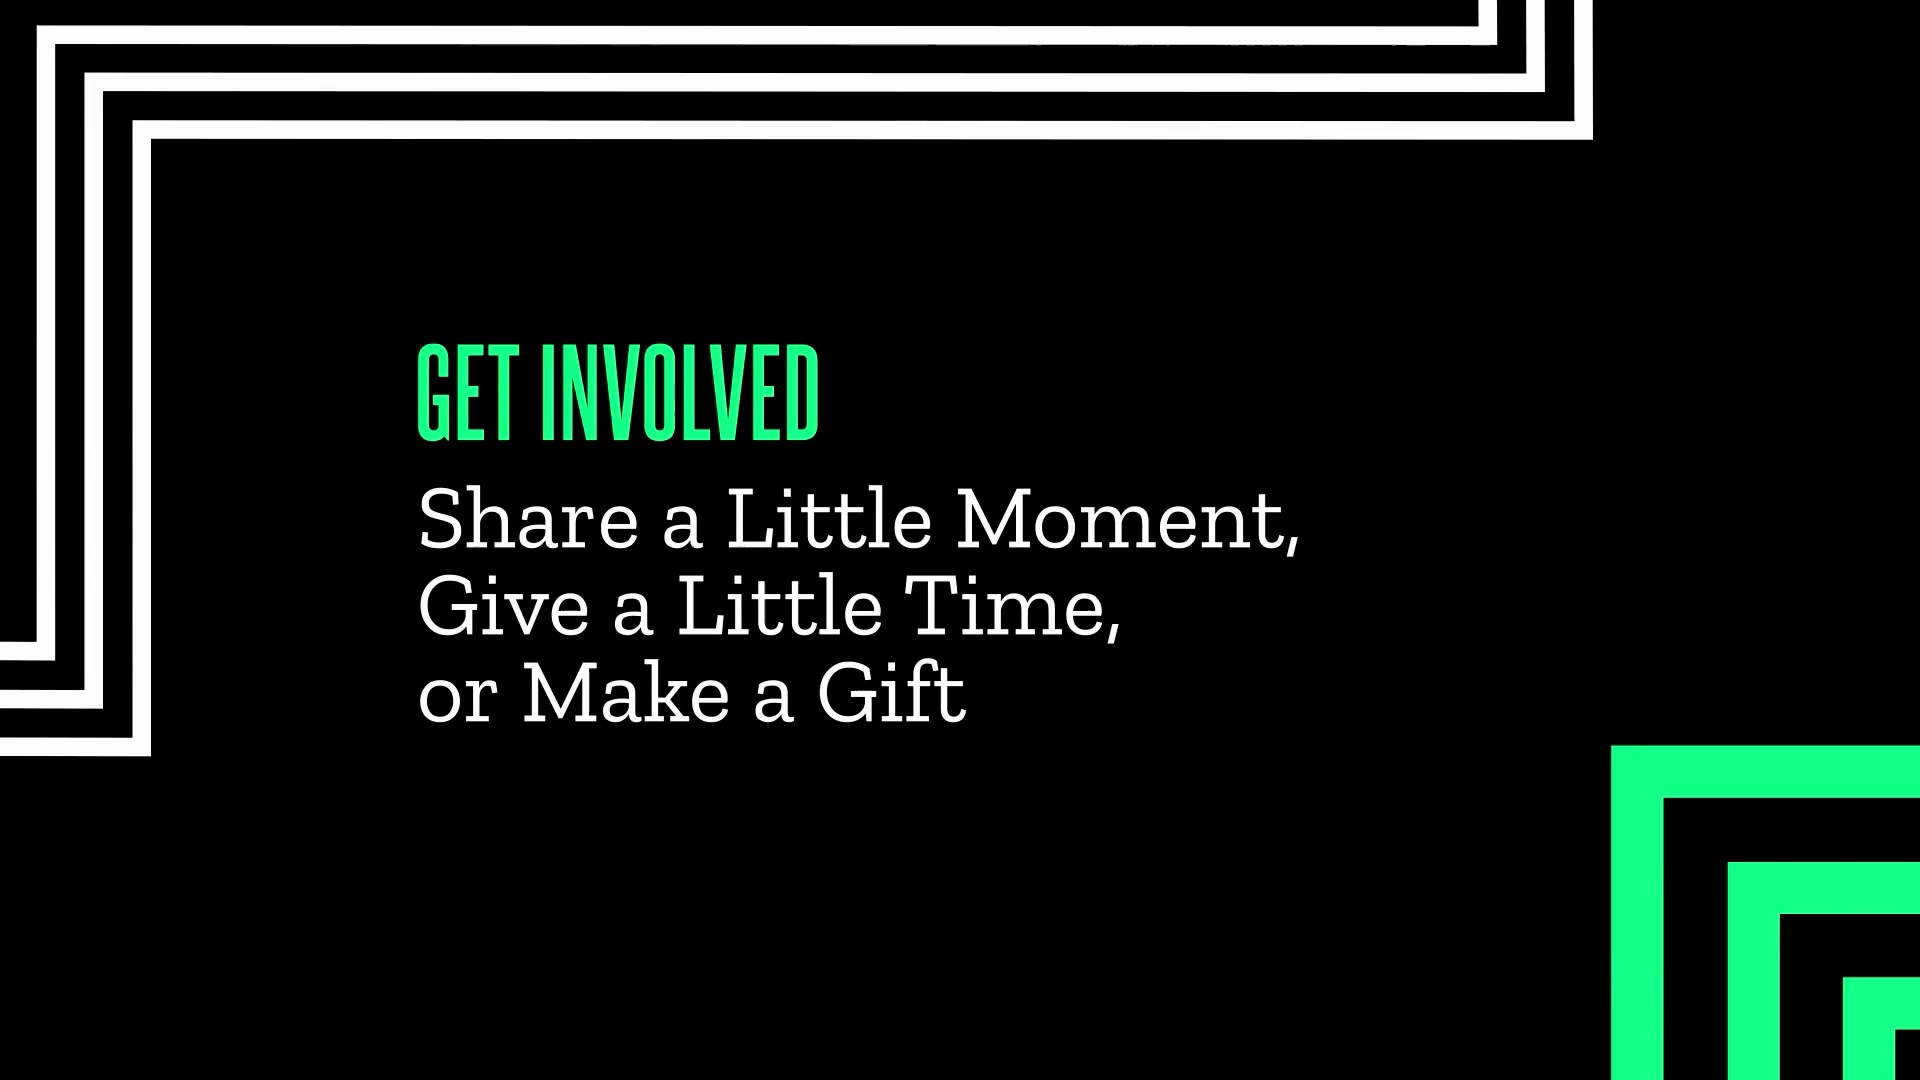 GET INVOLVED
Share a Little Moment,
Give a Little Time,
or Make a Gift